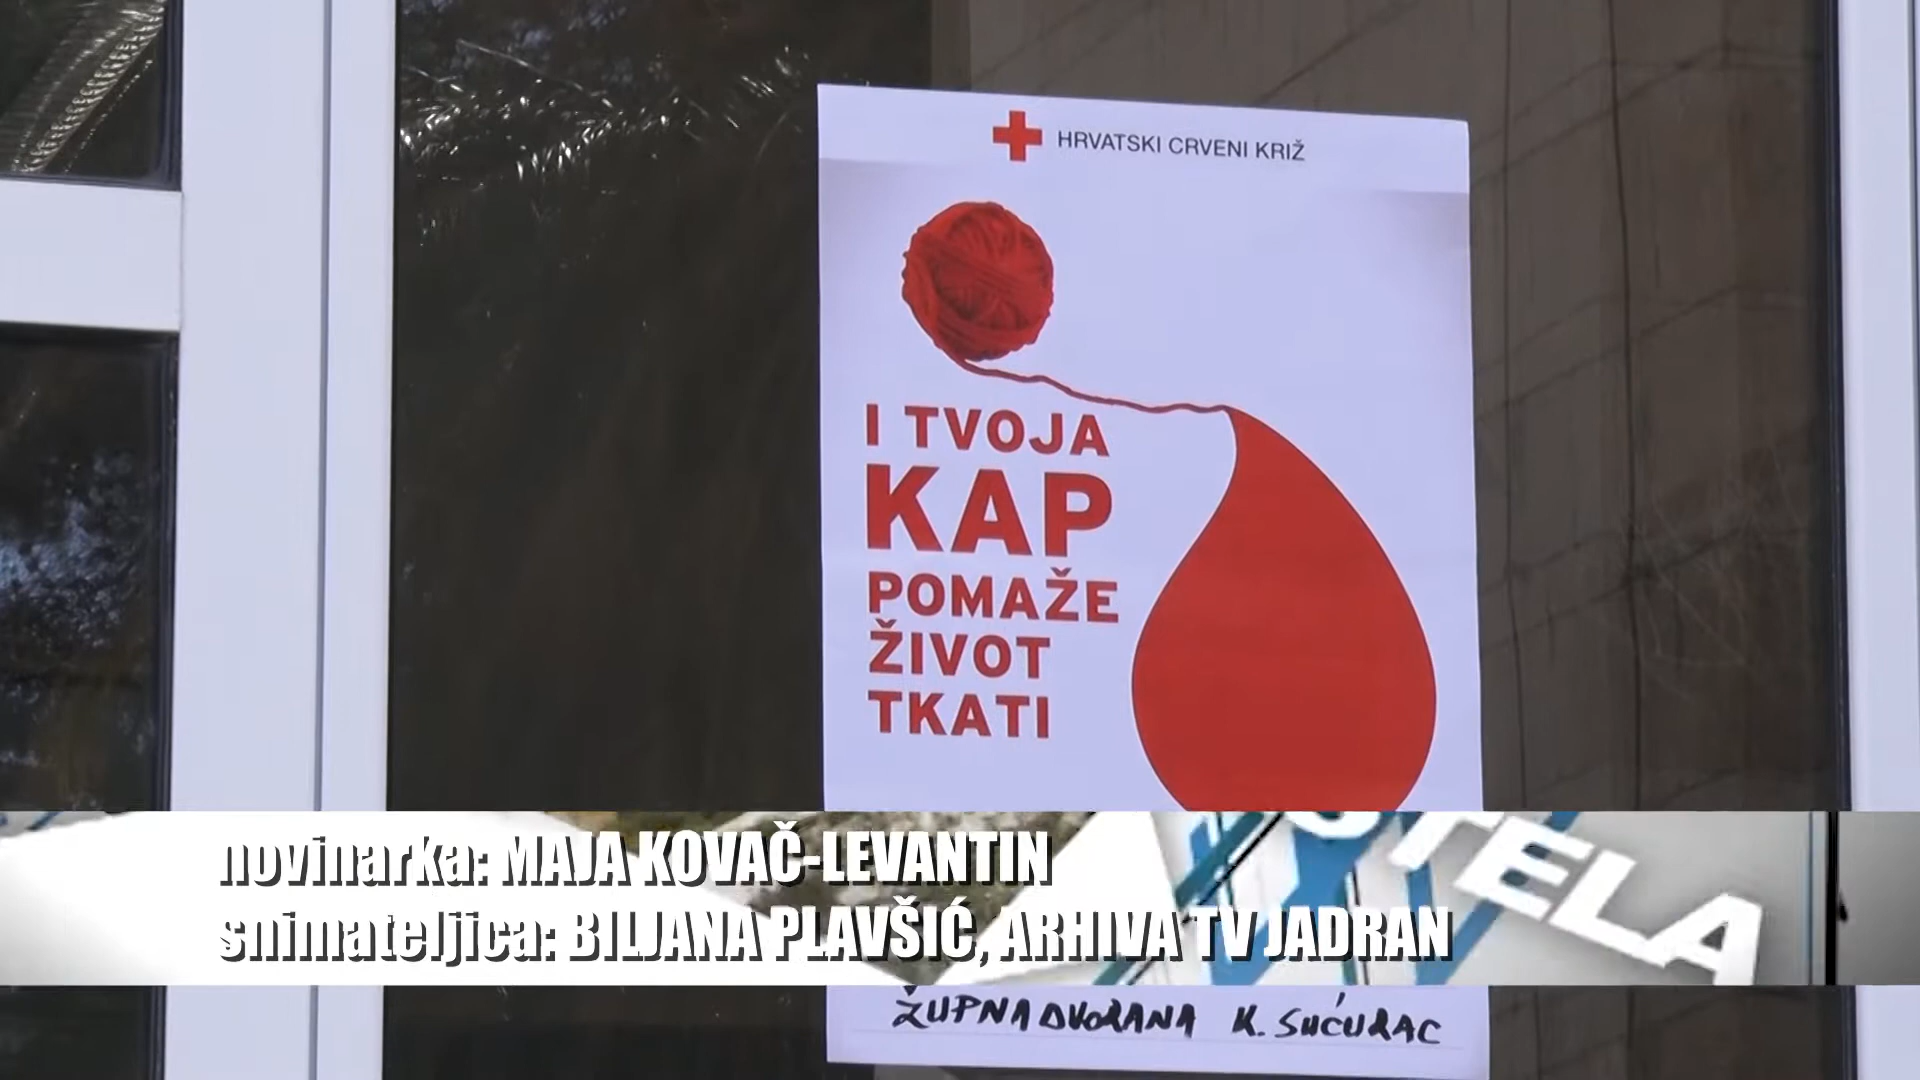 HRVATSKI CRVENI KRIŽ
I TVOJA
KAP
POMAŽE
ŽIVOT
TKATI
novinarka: MAJA KOVAČ-LEVANTIN
snimateljica: BILJANA PLAVŠIĆ, ARHIVA TV JADRAN
ŽUPNA DVORANA K. SUĆURAC